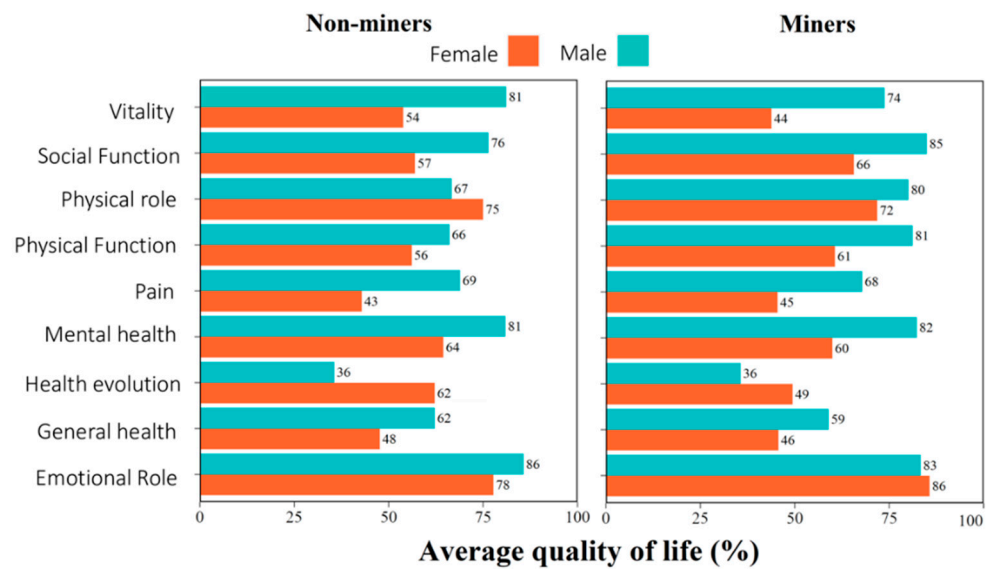 Non-miners Miners
Female Male
Vitality 81 74
54 44
Social Function 76 85
57 66
Physical role 67 80
75 72
Physical Function 66 81
56 61
Pain 69 68
43 45
Mental health 81 82
64 60
Health evolution 36 36
62 49
General health 62 59
48 46
Emotional Role 86 83
78 86
0 25 50 75 100 0 25 50 75 100
Average quality of life (%)